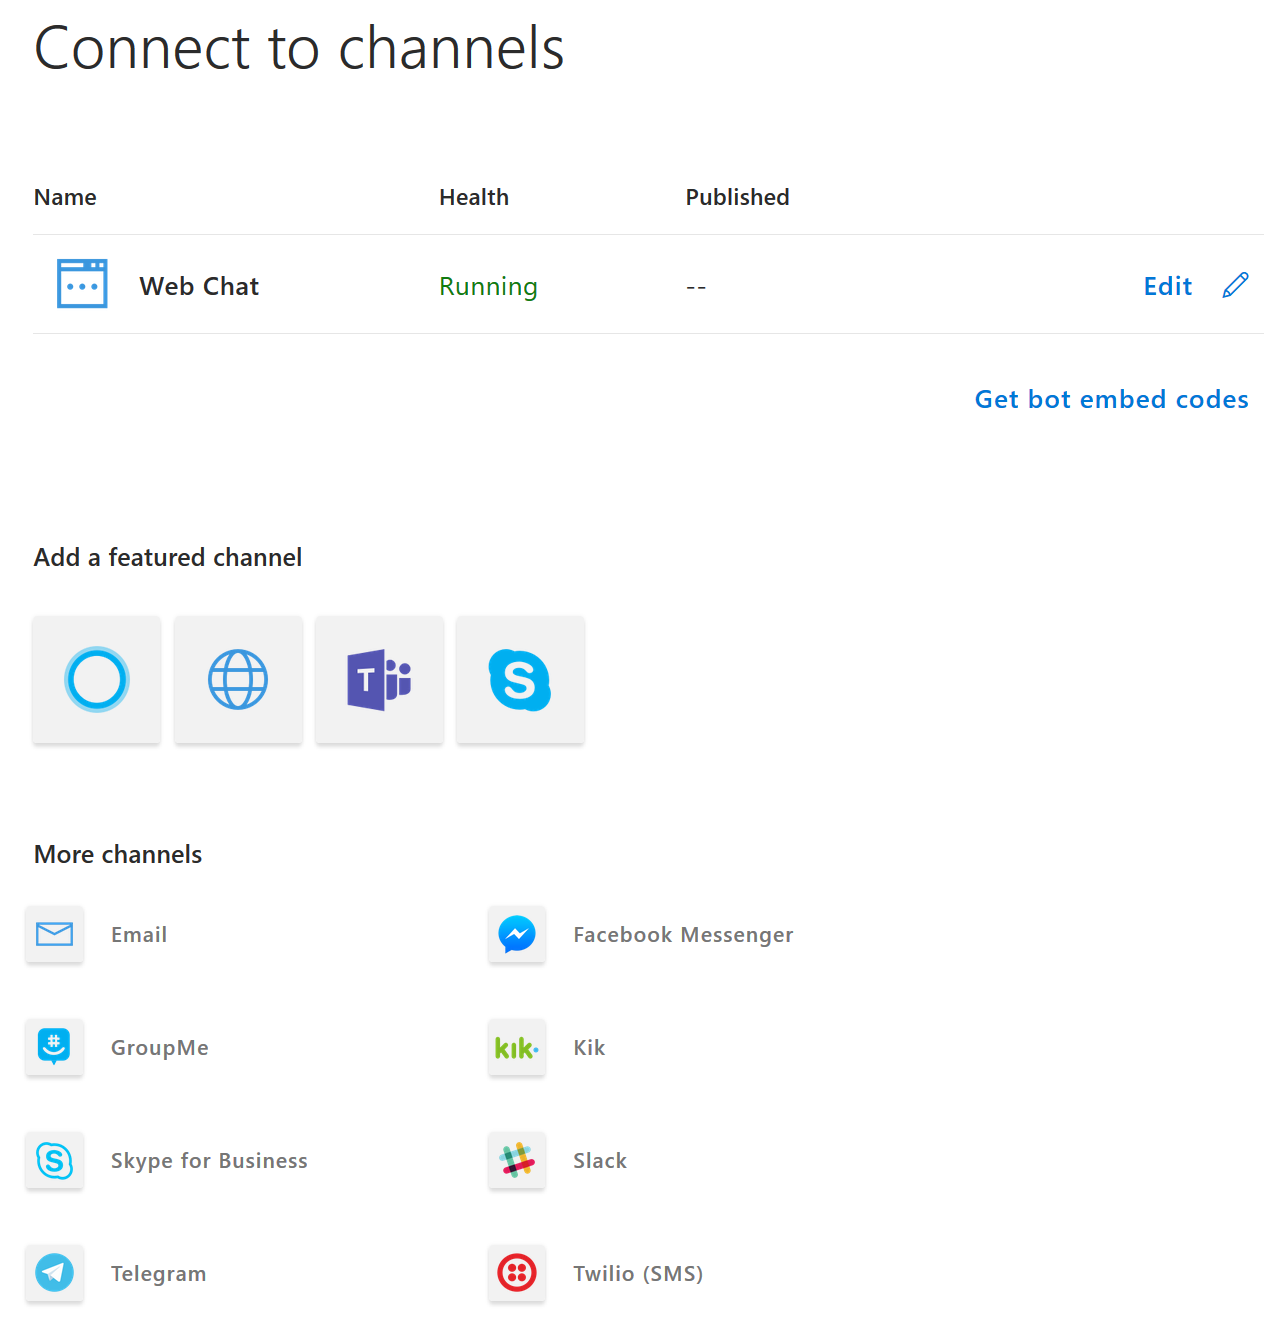 Connect to channels
Name Health Published
Web Chat Running -- Edit
Get bot embed codes
Add a featured channel
T S
More channels
Email Facebook Messenger
# GroupMe kik. Kik
S Skype for Business Slack
Telegram Twilio (SMS)